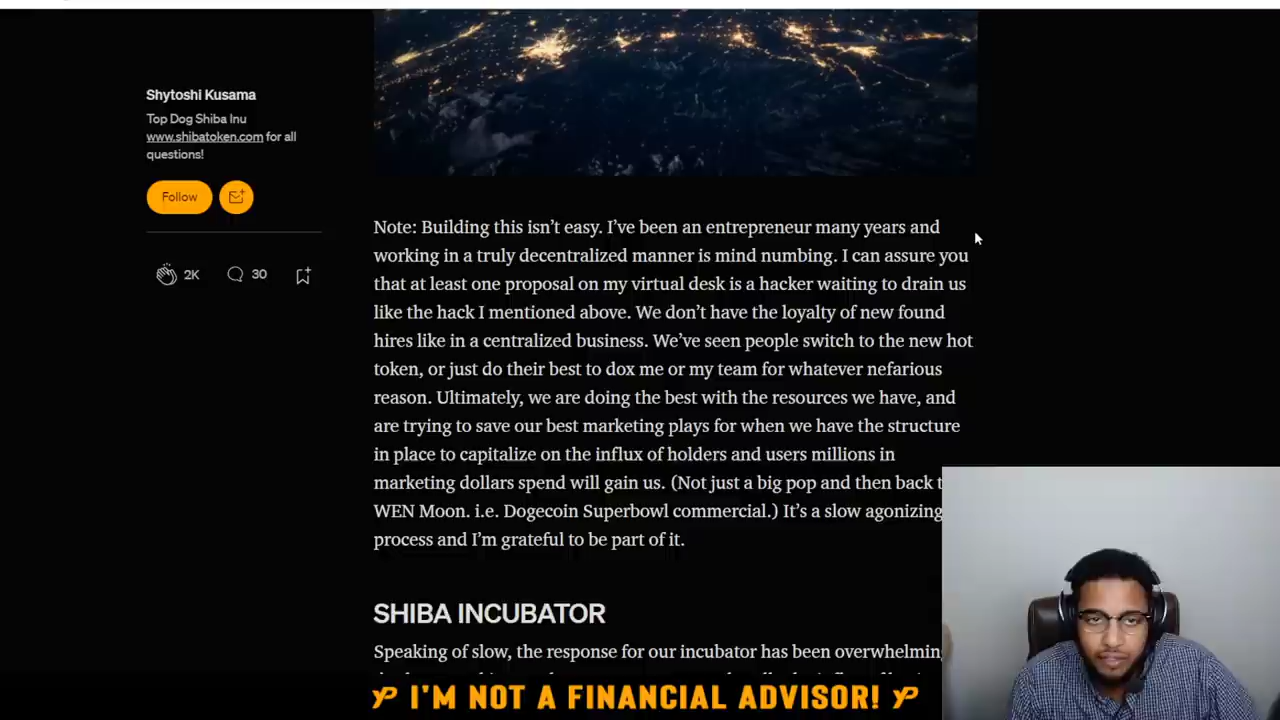 Shytoshi Kusama
Top Dog Shiba Inu
www.shibatoken.com for all
questions!
Follow
2K
30
Note: Building this isn’t easy. I’ve been an entrepreneur many years and
working in a truly decentralized manner is mind numbing. I can assure you
that at least one proposal on my virtual desk is a hacker waiting to drain us
like the hack I mentioned above. We don’t have the loyalty of new found
hires like in a centralized business. We’ve seen people switch to the new hot
token, or just do their best to dox me or my team for whatever nefarious
reason. Ultimately, we are doing the best with the resources we have, and
are trying to save our best marketing plays for when we have the structure
in place to capitalize on the influx of holders and users millions in
marketing dollars spend will gain us. (Not just a big pop and then back
WEN Moon. i.e. Dogecoin Superbowl commercial.) It’s a slow agonizing
process and I’m grateful to be part of it.
SHIBA INCUBATOR
Speaking of slow, the response for our incubator has been overwhelming
I'M NOT A FINANCIAL ADVISOR!